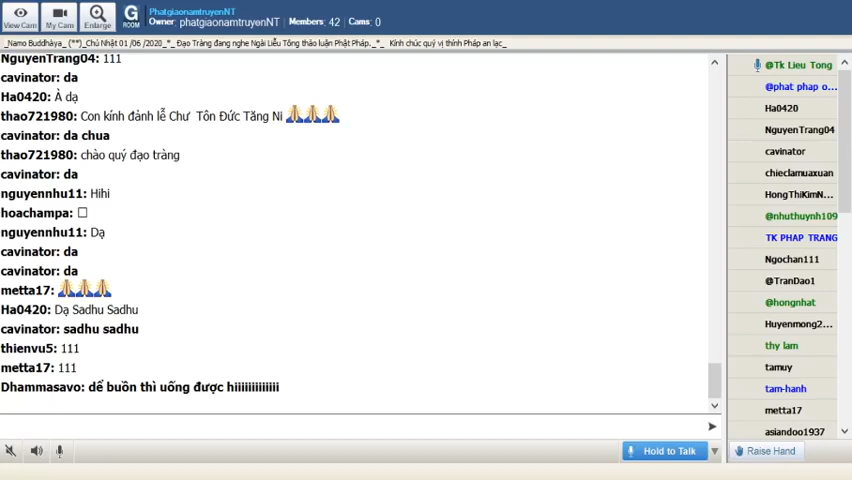 PhatgiaonamtruyenNT
Owner: phatgiaonamtruyenNT Members: 42 Cams: 0
View Cam My Cam Enlarge G ROOM
_Namo Buddhàya_ (**)_Chủ Nhật 01 /06 /2020_*_ Đạo Tràng đang nghe Ngài Liễu Tông thảo luận Phật Pháp._*_ Kính chúc quý vị thính Pháp an lạc_
NguyenTrang04: 111
cavinator: da
Ha0420: À dạ
thao721980: Con kính đảnh lễ Chư Tôn Đức Tăng Ni
cavinator: da chua
thao721980: chào quý đạo tràng
cavinator: da
nguyennhu11: Hihi
hoachampa:
nguyennhu11: Dạ
cavinator: da
cavinator: da
metta17:
Ha0420: Dạ Sadhu Sadhu
cavinator: sadhu sadhu
thienvu5: 111
metta17: 111
Dhammasavo: dể buồn thì uống được hiiiiiiiiiiiii
@Tk Lieu Tong
@phat phap o...
Ha0420
NguyenTrang04
cavinator
chieclamuaxuan
HongThiKimN...
@nhuthuynh109
TK PHAP TRANG
Ngochan111
@TranDao1
@hongnhat
Huyenmong2...
thy lam
tamuy
tam-hanh
metta17
asiandoo1937
Hold to Talk
Raise Hand